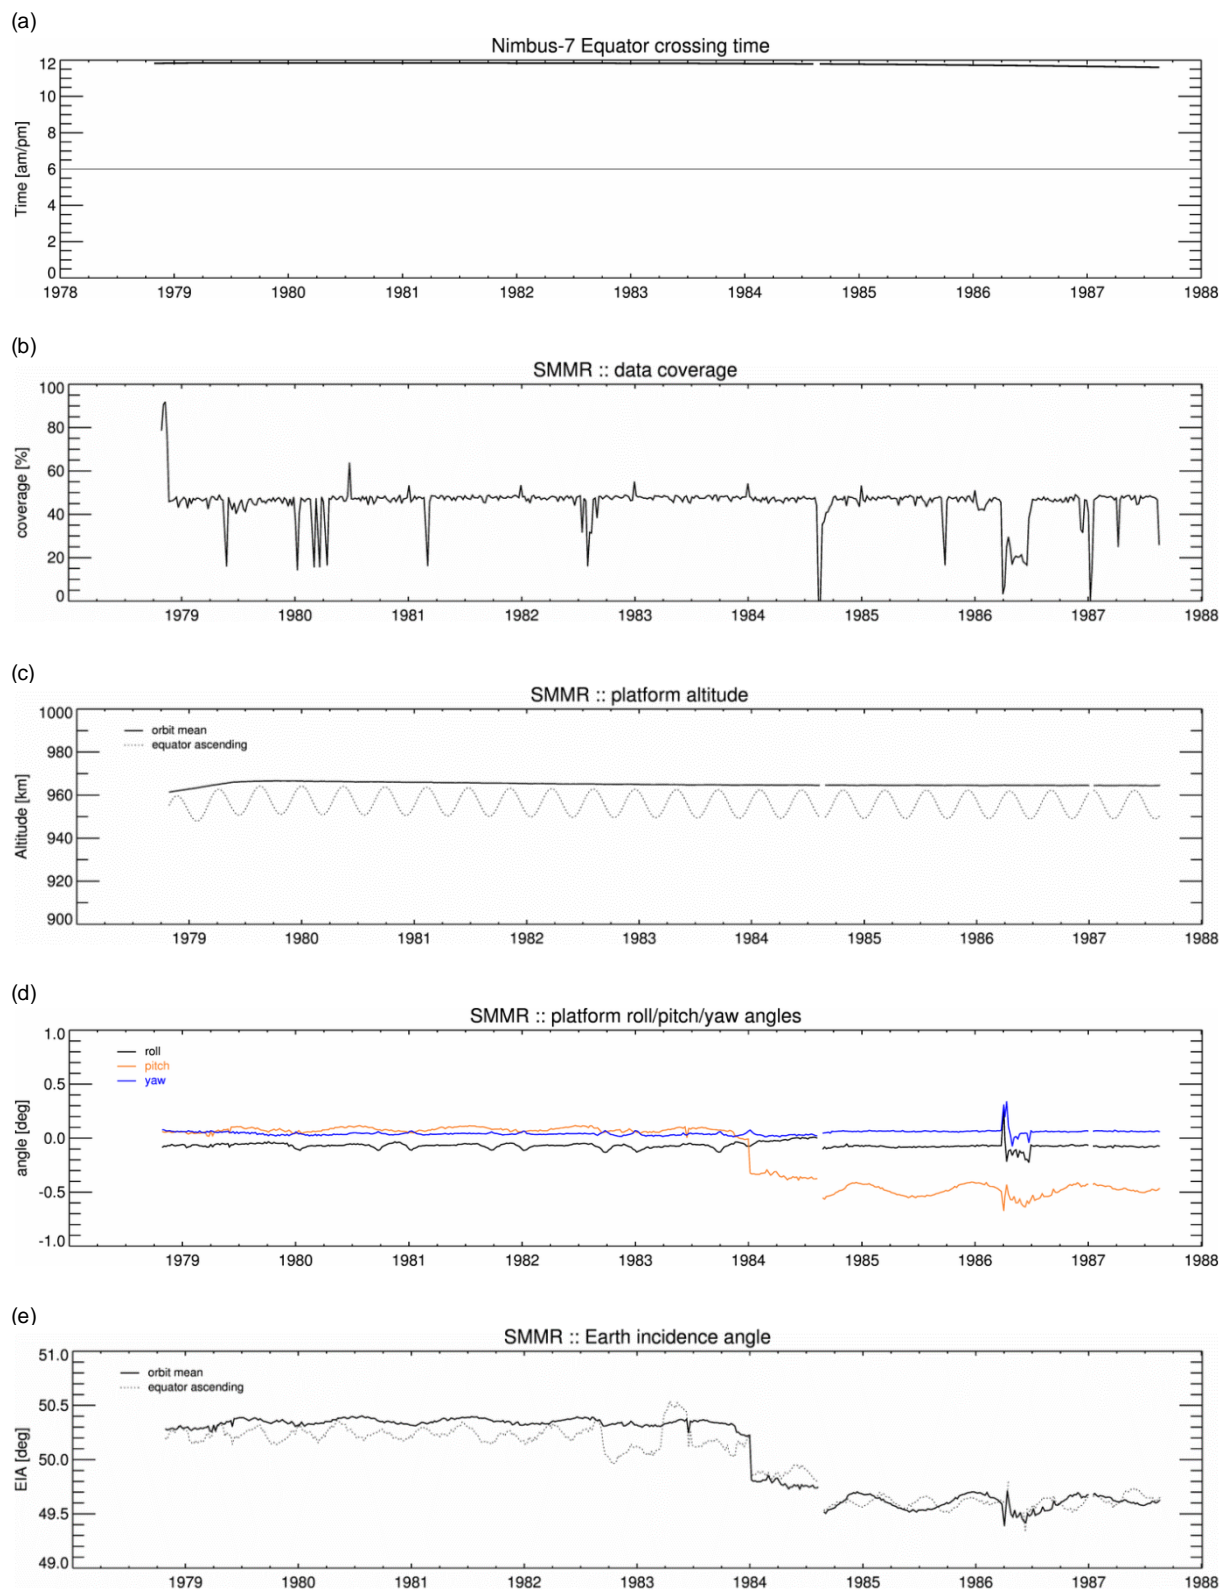 (a)
Nimbus-7 Equator crossing time
Time [am/pm]
12
10
8
6
4
2
0
1978 1979 1980 1981 1982 1983 1984 1985 1986 1987 1988
(b)
SMMR :: data coverage
coverage [%]
100
80
60
40
20
0
1979 1980 1981 1982 1983 1984 1985 1986 1987 1988
(c)
SMMR :: platform altitude
Altitude [km]
1000
980
960
940
920
900
orbit mean
equator ascending
1979 1980 1981 1982 1983 1984 1985 1986 1987 1988
(d)
SMMR :: platform roll/pitch/yaw angles
angle [deg]
1.0
0.5
0.0
-0.5
-1.0
roll
pitch
yaw
1979 1980 1981 1982 1983 1984 1985 1986 1987 1988
(e)
SMMR :: Earth incidence angle
EIA [deg]
51.0
50.5
50.0
49.5
49.0
orbit mean
equator ascending
1979 1980 1981 1982 1983 1984 1985 1986 1987 1988